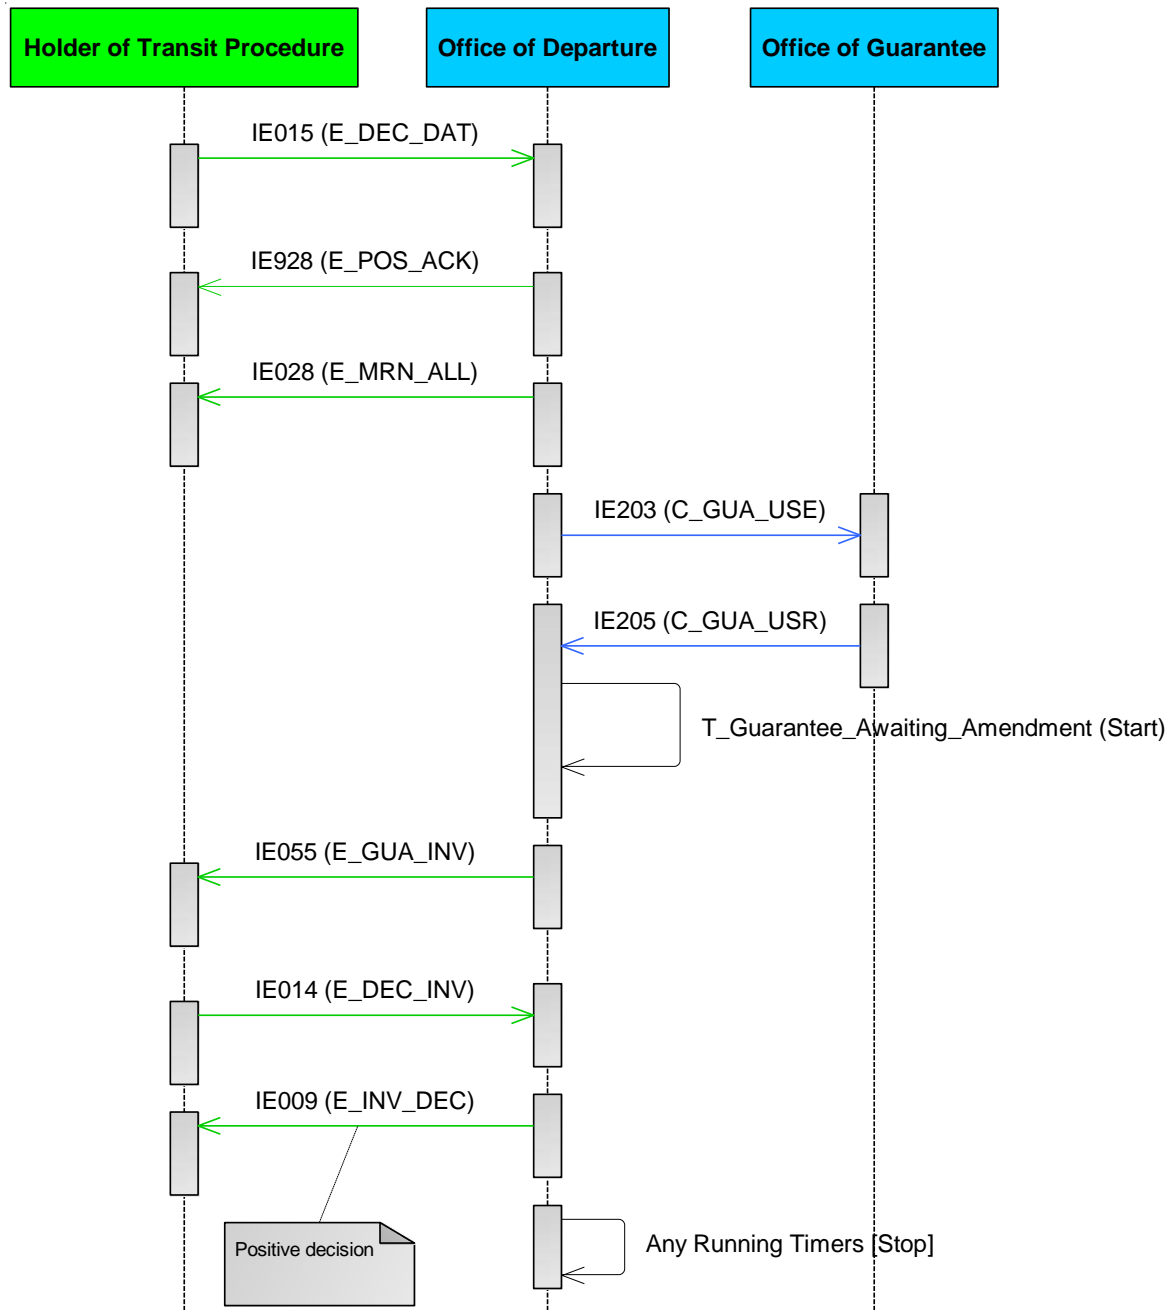 Holder of Transit Procedure
Office of Departure
Office of Guarantee
IE015 (E_DEC_DAT)
IE928 (E_POS_ACK)
IE028 (E_MRN_ALL)
IE203 (C_GUA_USE)
IE205 (C_GUA_USR)
T_Guarantee_Awaiting_Amendment (Start)
IE055 (E_GUA_INV)
IE014 (E_DEC_INV)
IE009 (E_INV_DEC)
Positive decision
Any Running Timers [Stop]